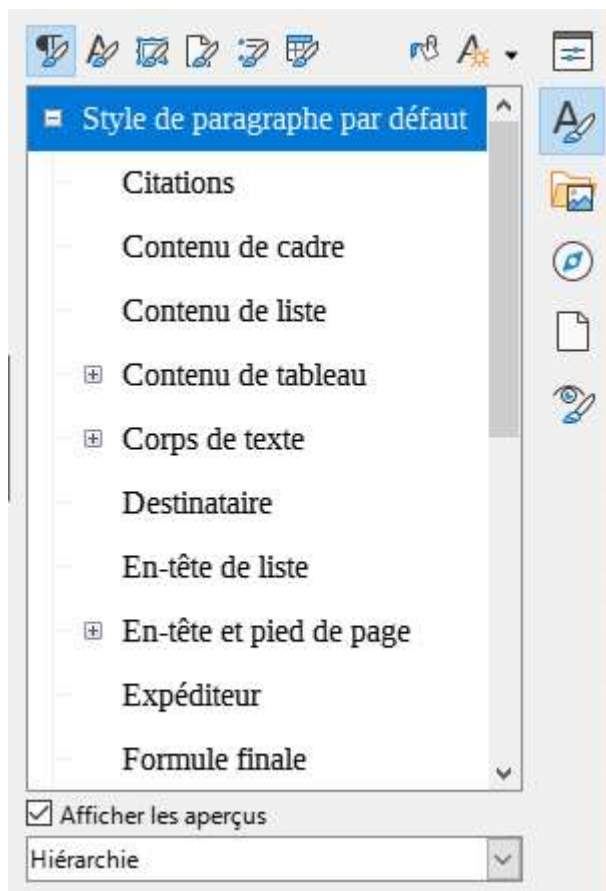 Style de paragraphe par défaut
Citations
Contenu de cadre
Contenu de liste
Contenu de tableau
Corps de texte
Destinataire
En-tête de liste
En-tête et pied de page
Expéditeur
Formule finale
Afficher les aperçus
Hiérarchie